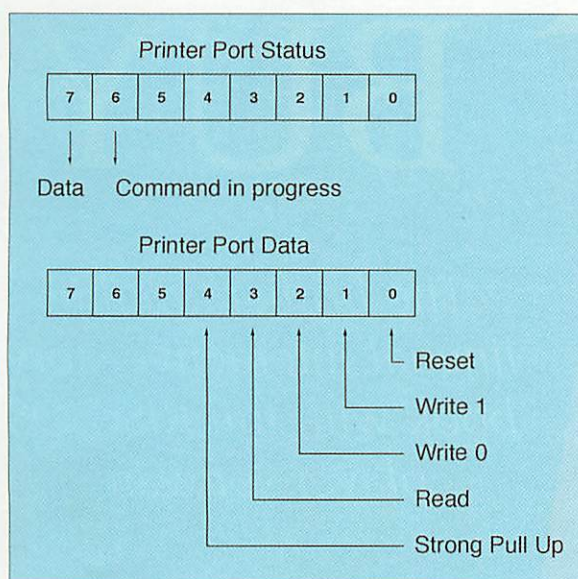 Printer Port Status
7 6 5 4 3 2 1 0
Data Command in progress
Printer Port Data
7 6 5 4 3 2 1 0
Reset
Write 1
Write 0
Read
Strong Pull Up